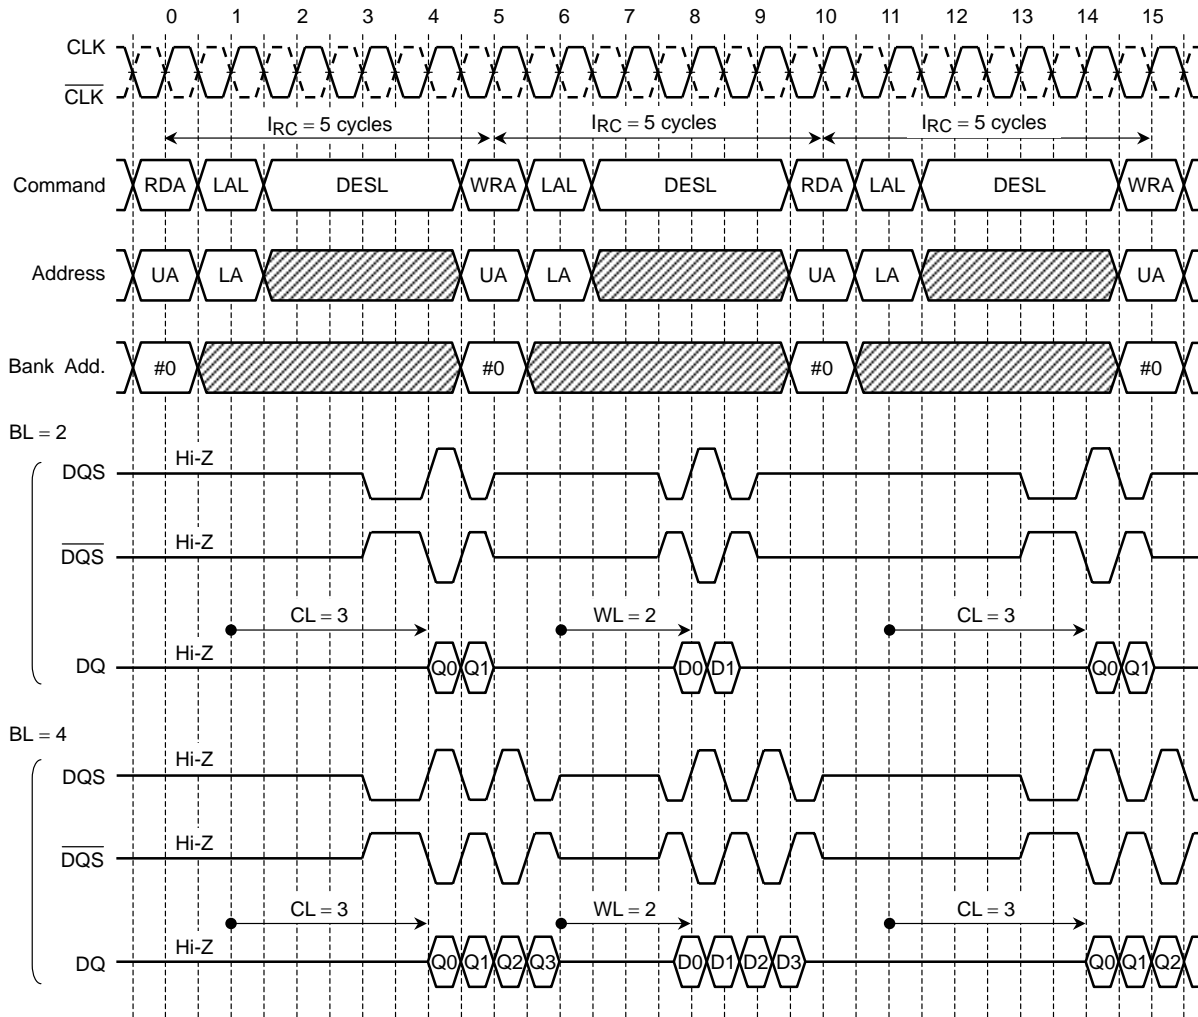 0 1 2 3 4 5 6 7 8 9 10 11 12 13 14 15
CLK
CLK
IRC = 5 cycles IRC = 5 cycles IRC = 5 cycles
Command RDA LAL DESL WRA LAL DESL RDA LAL DESL WRA
Address UA LA UA LA UA LA UA
Bank Add. #0 #0 #0 #0
BL = 2
DQS Hi-Z
DQS Hi-Z
CL = 3 WL = 2 CL = 3
DQ Hi-Z Q0 Q1 D0 D1 Q0 Q1
BL = 4
DQS Hi-Z
DQS Hi-Z
CL = 3 WL = 2 CL = 3
DQ Hi-Z Q0 Q1 Q2 Q3 D0 D1 D2 D3 Q0 Q1 Q2